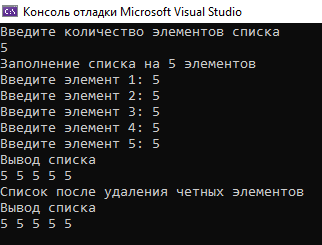 Консоль отладки Microsoft Visual Studio
Введите количество элементов списка
5
Заполнение списка на 5 элементов
Введите элемент 1: 5
Введите элемент 2: 5
Введите элемент 3: 5
Введите элемент 4: 5
Введите элемент 5: 5
Вывод списка
5 5 5 5 5
Список после удаления четных элементов
Вывод списка
5 5 5 5 5